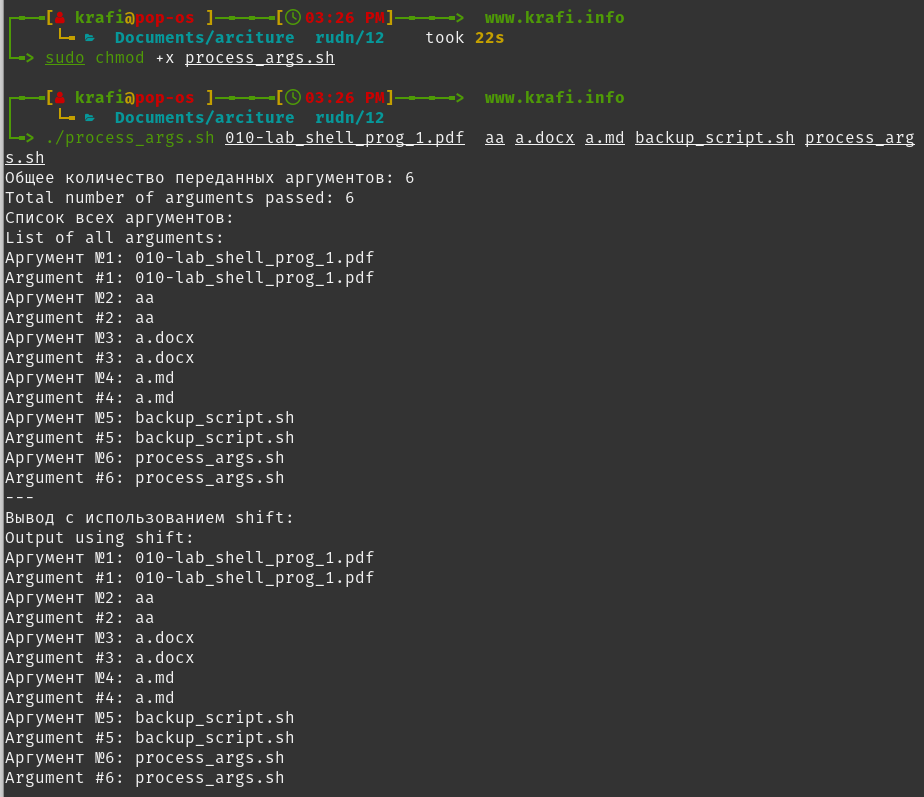 [ krafi@pop-os ]─[03:26 PM]─> www.krafi.info
Documents/arciture rudn/12 took 22s
─> sudo chmod +x process_args.sh
[ krafi@pop-os ]─[03:26 PM]─> www.krafi.info
Documents/arciture rudn/12
─> ./process_args.sh 010-lab_shell_prog_1.pdf aa a.docx a.md backup_script.sh process_arg
s.sh
Общее количество переданных аргументов: 6
Total number of arguments passed: 6
Список всех аргументов:
List of all arguments:
Аргумент №1: 010-lab_shell_prog_1.pdf
Argument #1: 010-lab_shell_prog_1.pdf
Аргумент №2: aa
Argument #2: aa
Аргумент №3: a.docx
Argument #3: a.docx
Аргумент №4: a.md
Argument #4: a.md
Аргумент №5: backup_script.sh
Argument #5: backup_script.sh
Аргумент №6: process_args.sh
Argument #6: process_args.sh
---
Вывод с использованием shift:
Output using shift:
Аргумент №1: 010-lab_shell_prog_1.pdf
Argument #1: 010-lab_shell_prog_1.pdf
Аргумент №2: aa
Argument #2: aa
Аргумент №3: a.docx
Argument #3: a.docx
Аргумент №4: a.md
Argument #4: a.md
Аргумент №5: backup_script.sh
Argument #5: backup_script.sh
Аргумент №6: process_args.sh
Argument #6: process_args.sh